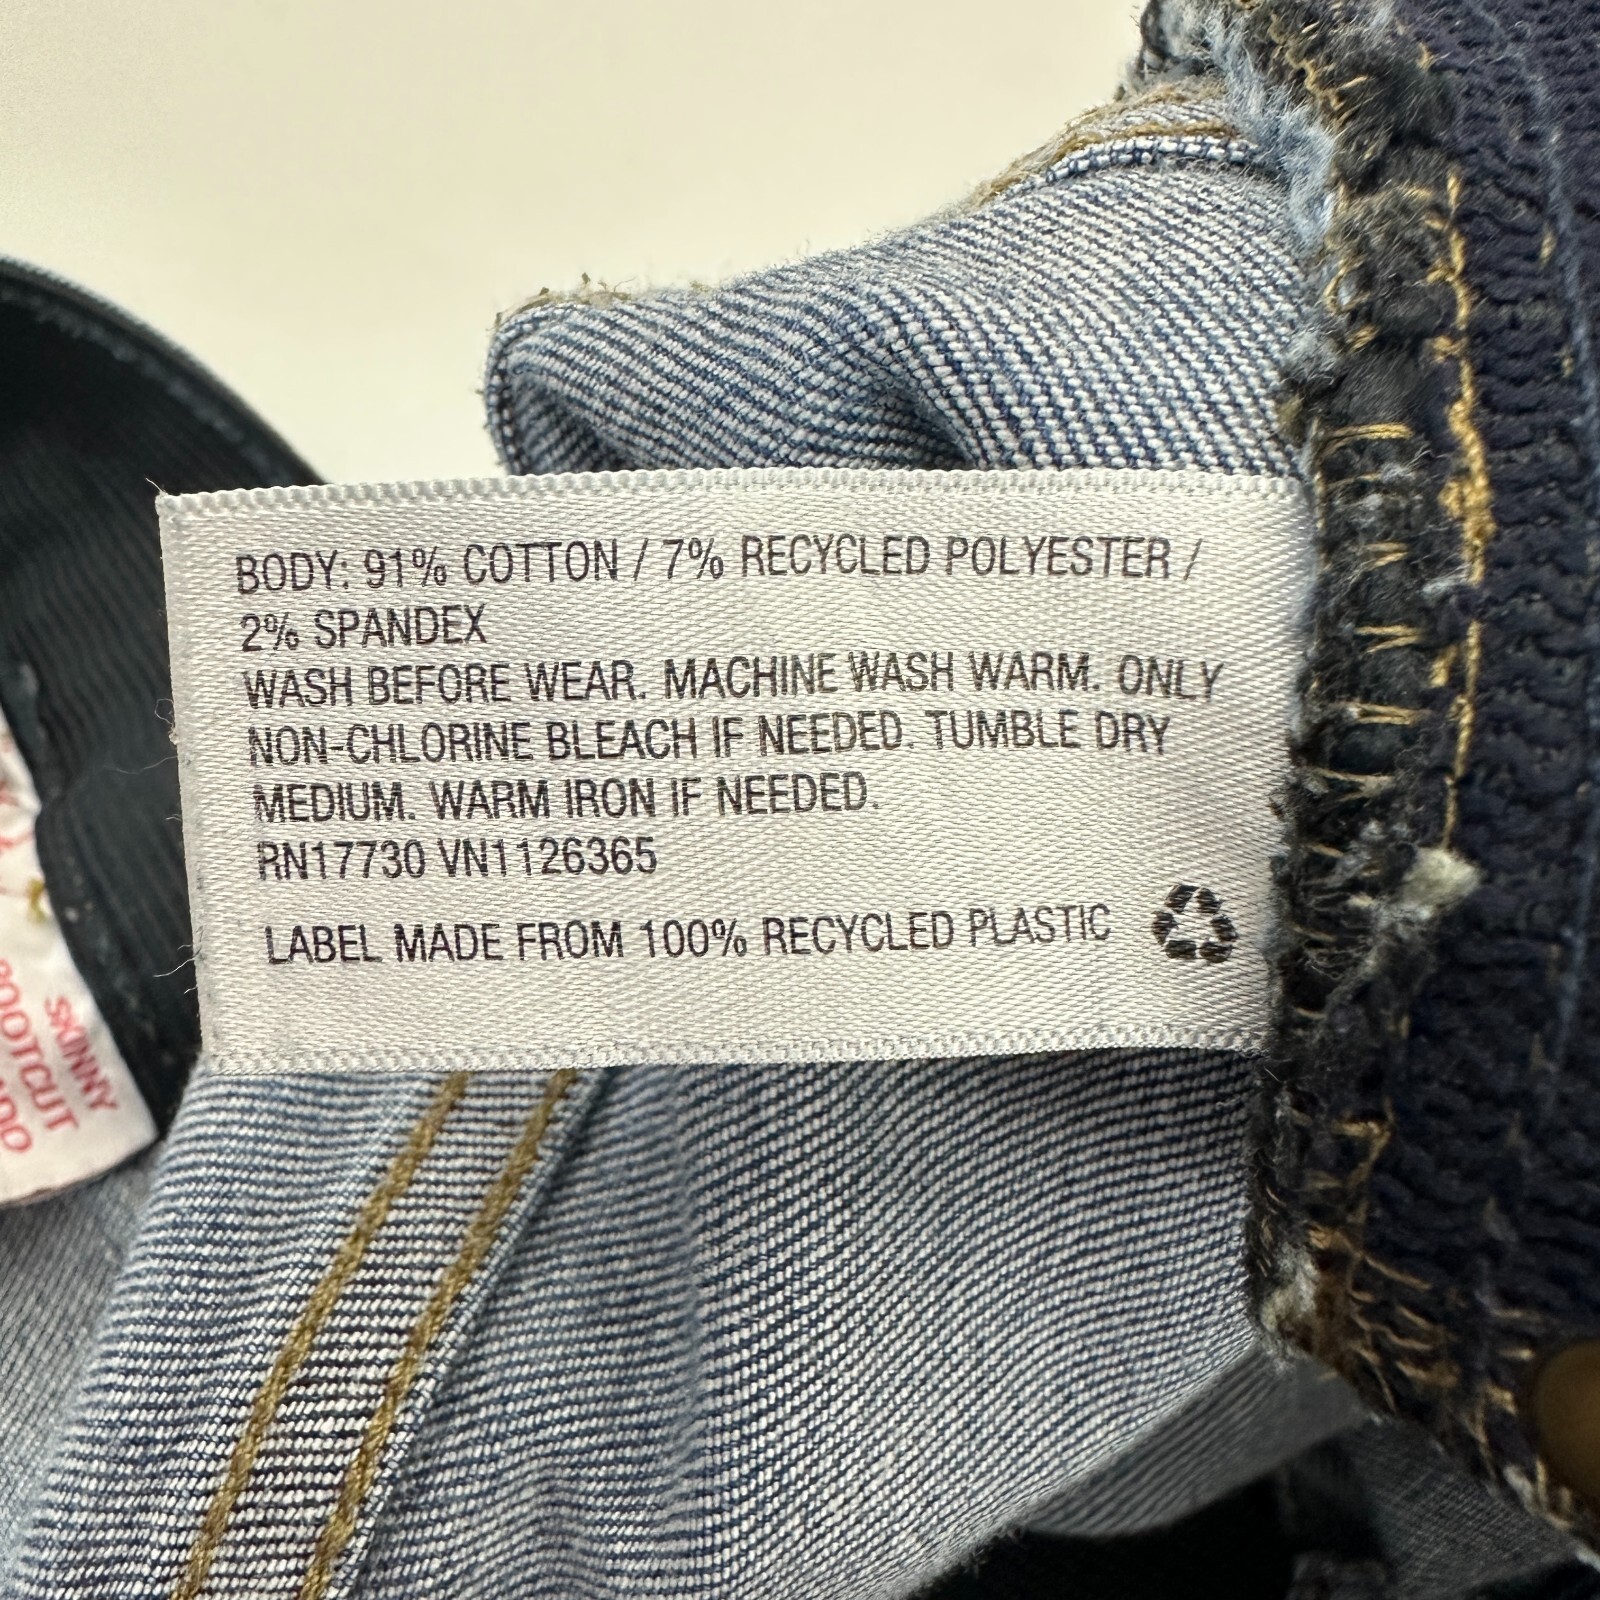 BODY: 91% COTTON / 7% RECYCLED POLYESTER /
2% SPANDEX
WASH BEFORE WEAR. MACHINE WASH WARM. ONLY
NON-CHLORINE BLEACH IF NEEDED. TUMBLE DRY
MEDIUM. WARM IRON IF NEEDED.
RN17730 VN1126365
LABEL MADE FROM 100% RECYCLED PLASTIC
SKINNY
BOOTCUT